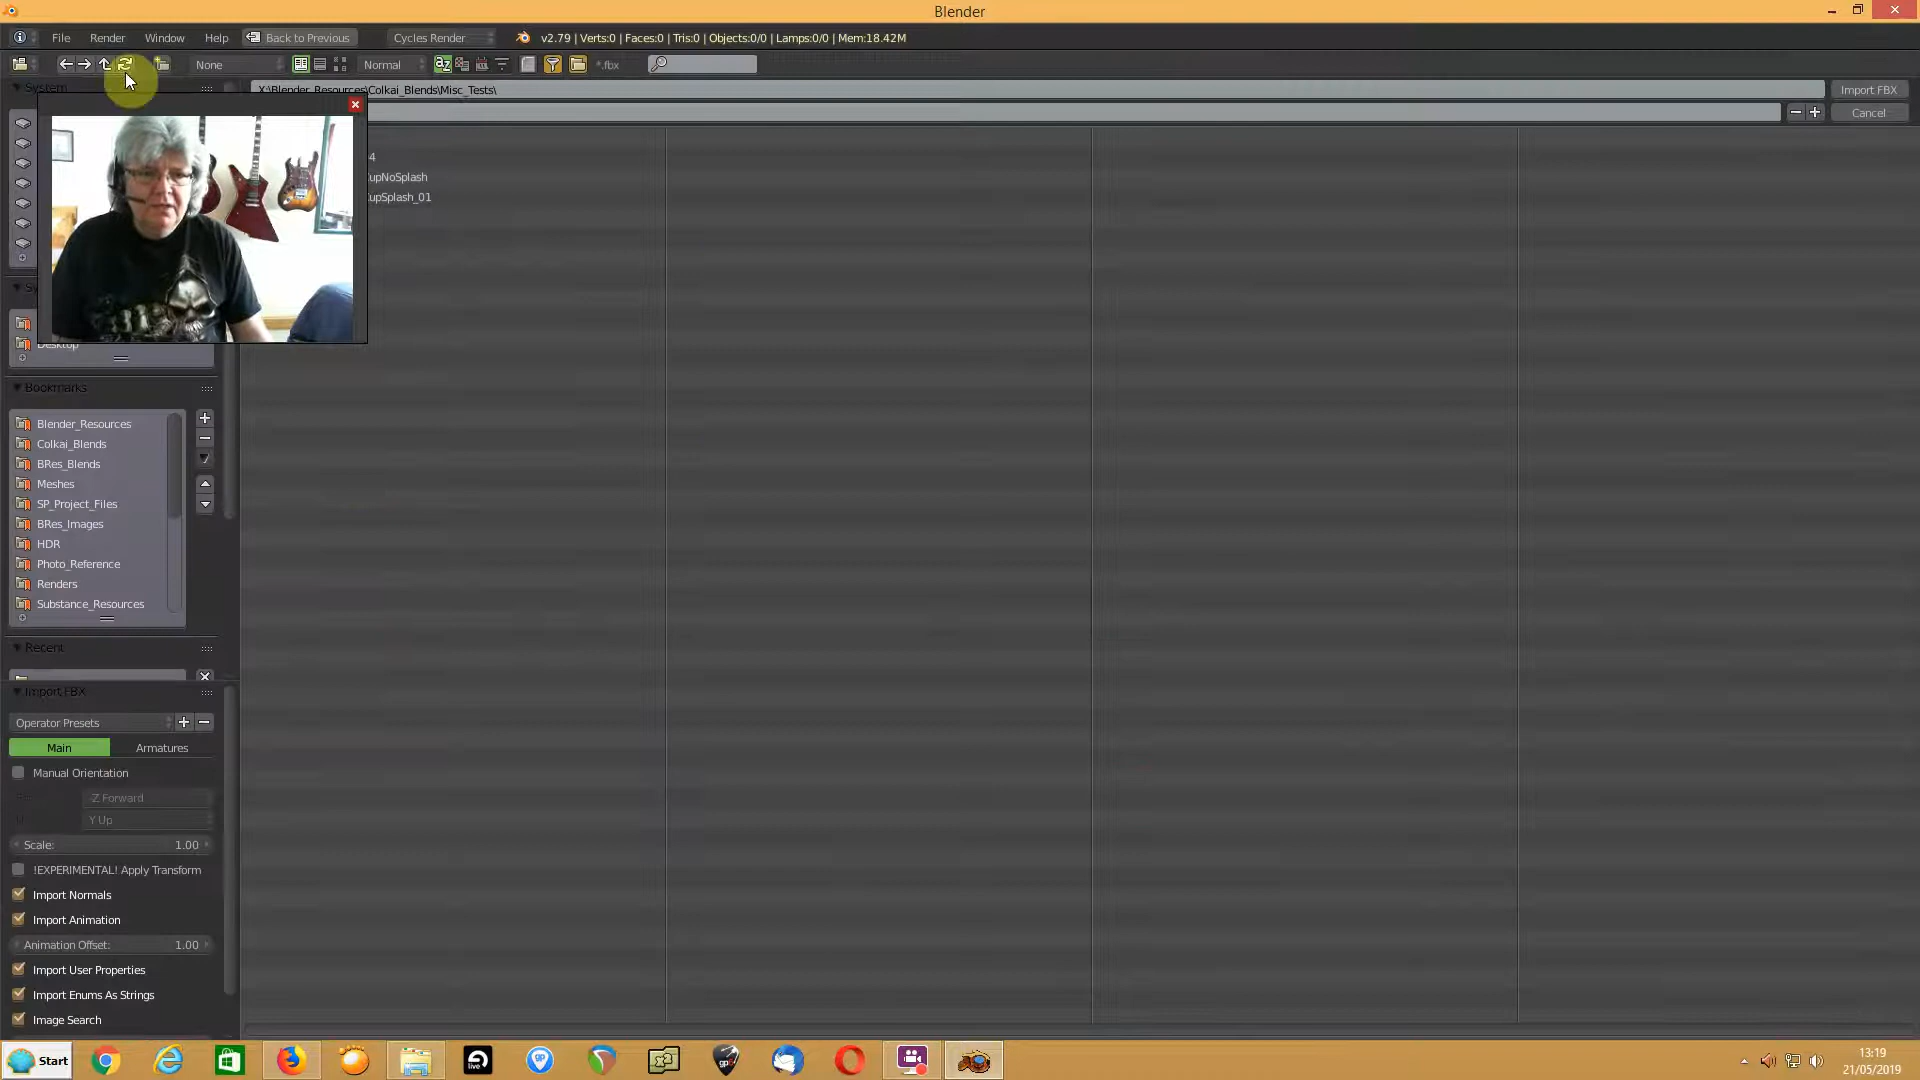 Blender
File Render Window Help Back to Previous Cycles Render v2.79 | Verts:0 | Faces:0 | Tris:0 | Objects:0/0 | Lamps:0/0 | Mem:18.42M
None Normal *.fbx
System
X:\Blender_Resources\Colkai_Blends\Misc_Tests\ Import FBX
Cancel
4
upNoSplash
upSplash_01
Desktop
Bookmarks
Blender_Resources
Colkai_Blends
BRes_Blends
Meshes
SP_Project_Files
BRes_Images
HDR
Photo_Reference
Renders
Substance_Resources
Recent
Import FBX
Operator Presets
Main Armatures
Manual Orientation
-Z Forward
Y Up
Scale: 1.00
!EXPERIMENTAL! Apply Transform
Import Normals
Import Animation
Animation Offset: 1.00
Import User Properties
Import Enums As Strings
Image Search
Start live gp 13:19
21/05/2019